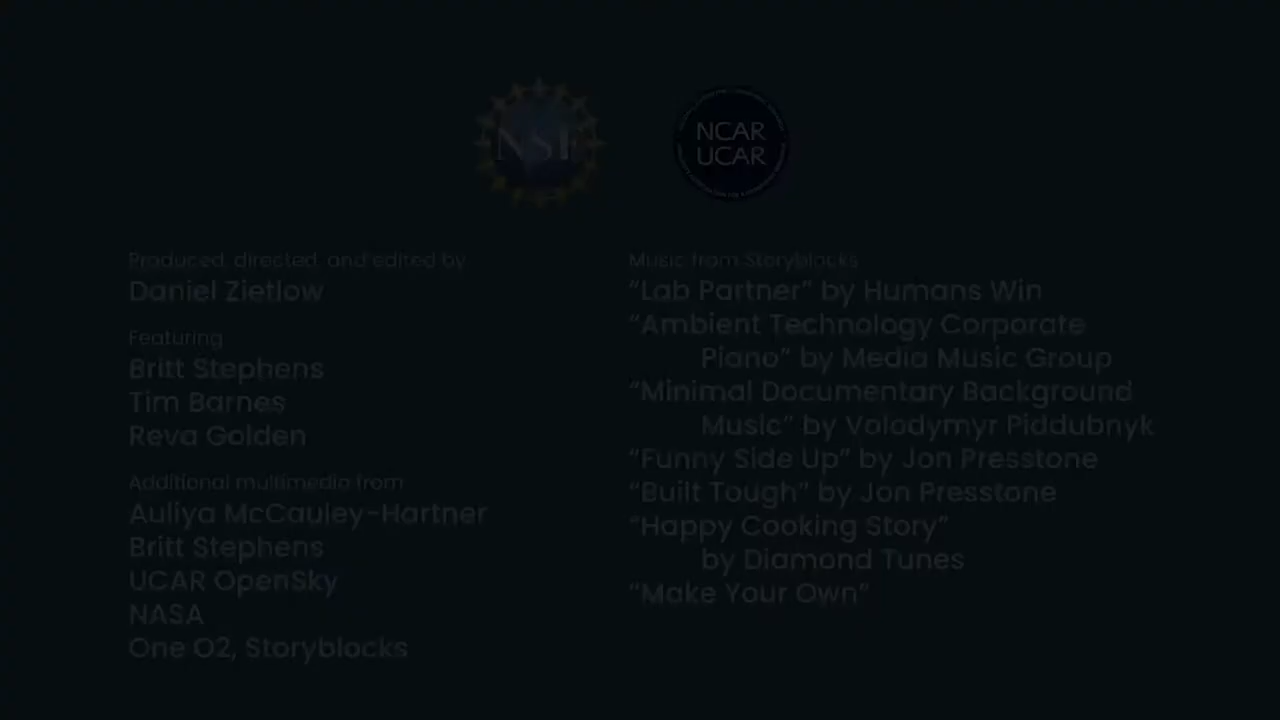 NSF
NCAR
UCAR
Produced, directed, and edited by
Daniel Zietlow
Featuring
Britt Stephens
Tim Barnes
Reva Golden
Additional multimedia from
Auliya McCauley-Hartner
Britt Stephens
UCAR OpenSky
NASA
One O2, Storyblocks
Music from Storyblocks
“Lab Partner” by Humans Win
“Ambient Technology Corporate
Piano” by Media Music Group
“Minimal Documentary Background
Music” by Volodymyr Piddubnyk
“Funny Side Up” by Jon Presstone
“Built Tough” by Jon Presstone
“Happy Cooking Story”
by Diamond Tunes
“Make Your Own”